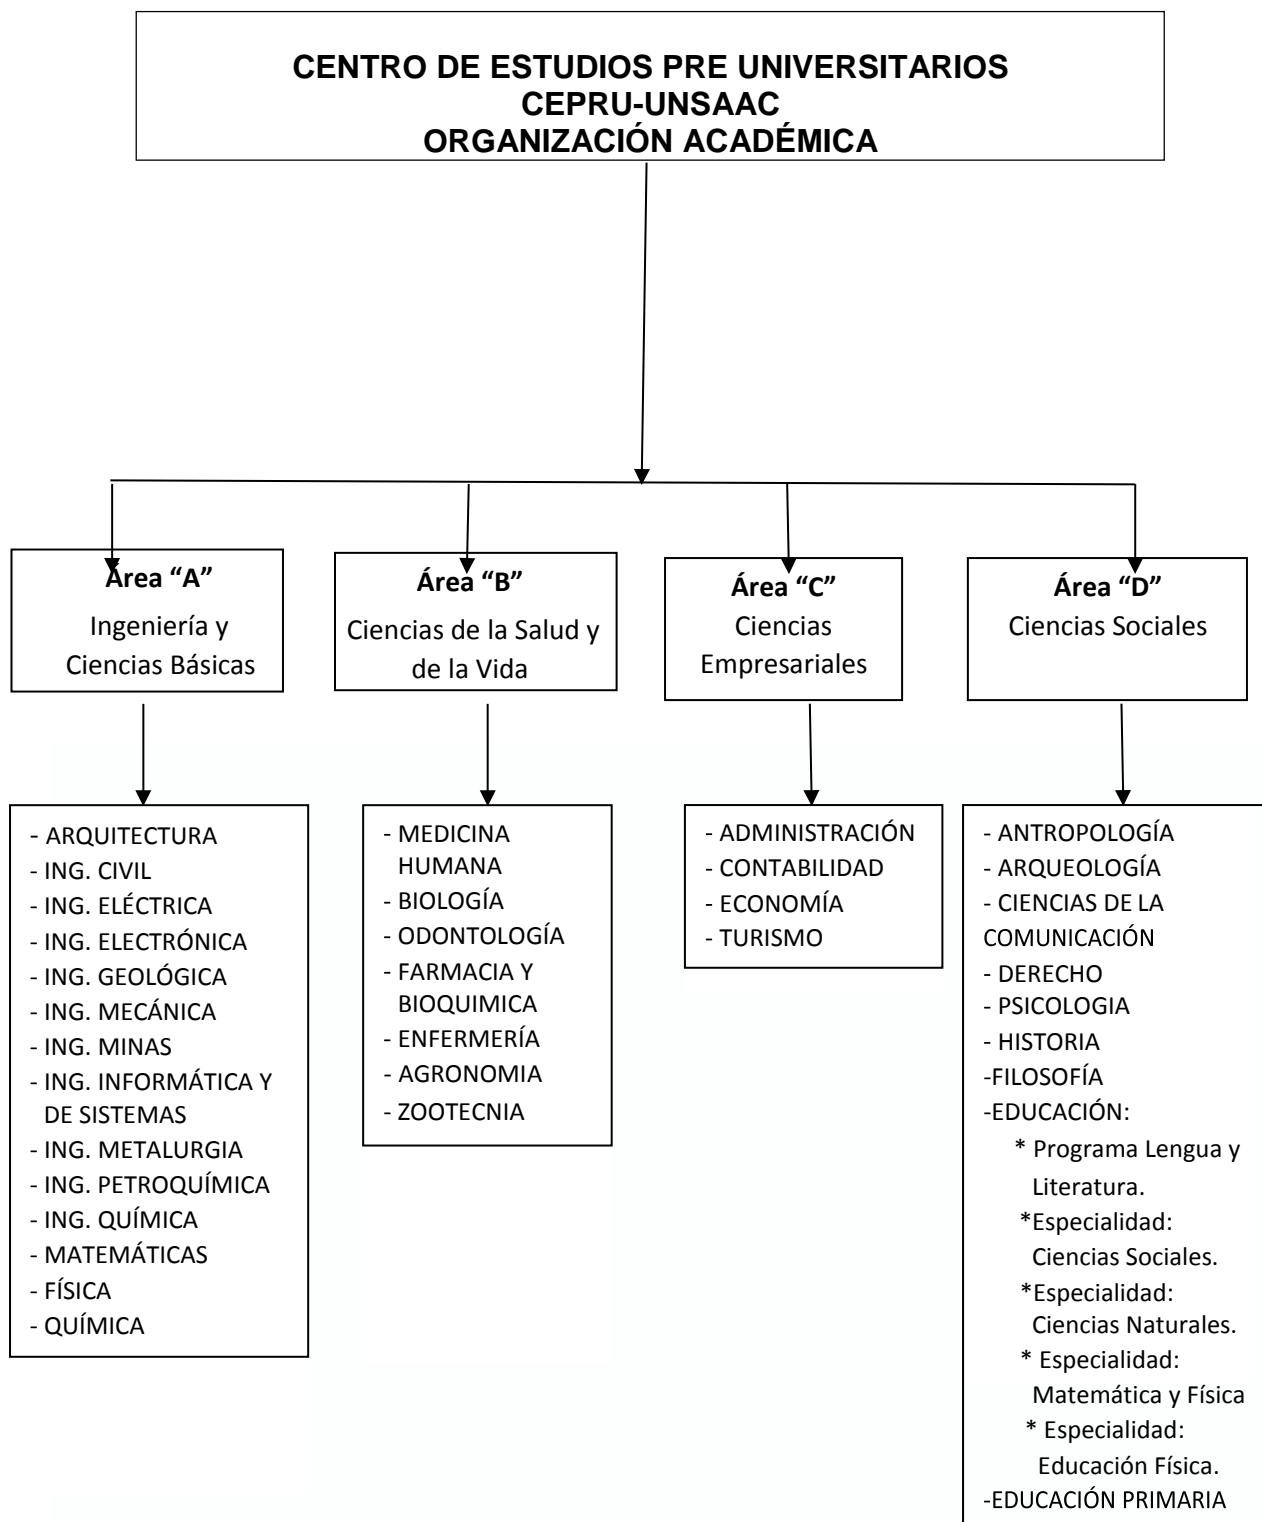 CENTRO DE ESTUDIOS PRE UNIVERSITARIOS
CEPRU-UNSAAC
ORGANIZACIÓN ACADÉMICA
Área “A”
Ingeniería y
Ciencias Básicas
Área “B”
Ciencias de la Salud y
de la Vida
Área “C”
Ciencias
Empresariales
Área “D”
Ciencias Sociales
- ARQUITECTURA
- ING. CIVIL
- ING. ELÉCTRICA
- ING. ELECTRÓNICA
- ING. GEOLÓGICA
- ING. MECÁNICA
- ING. MINAS
- ING. INFORMÁTICA Y
DE SISTEMAS
- ING. METALURGIA
- ING. PETROQUÍMICA
- ING. QUÍMICA
- MATEMÁTICAS
- FÍSICA
- QUÍMICA
- MEDICINA
HUMANA
- BIOLOGÍA
- ODONTOLOGÍA
- FARMACIA Y
BIOQUIMICA
- ENFERMERÍA
- AGRONOMIA
- ZOOTECNIA
- ADMINISTRACIÓN
- CONTABILIDAD
- ECONOMÍA
- TURISMO
- ANTROPOLOGÍA
- ARQUEOLOGÍA
- CIENCIAS DE LA
COMUNICACIÓN
- DERECHO
- PSICOLOGIA
- HISTORIA
-FILOSOFÍA
-EDUCACIÓN:
* Programa Lengua y
Literatura.
*Especialidad:
Ciencias Sociales.
*Especialidad:
Ciencias Naturales.
* Especialidad:
Matemática y Física
* Especialidad:
Educación Física.
-EDUCACIÓN PRIMARIA